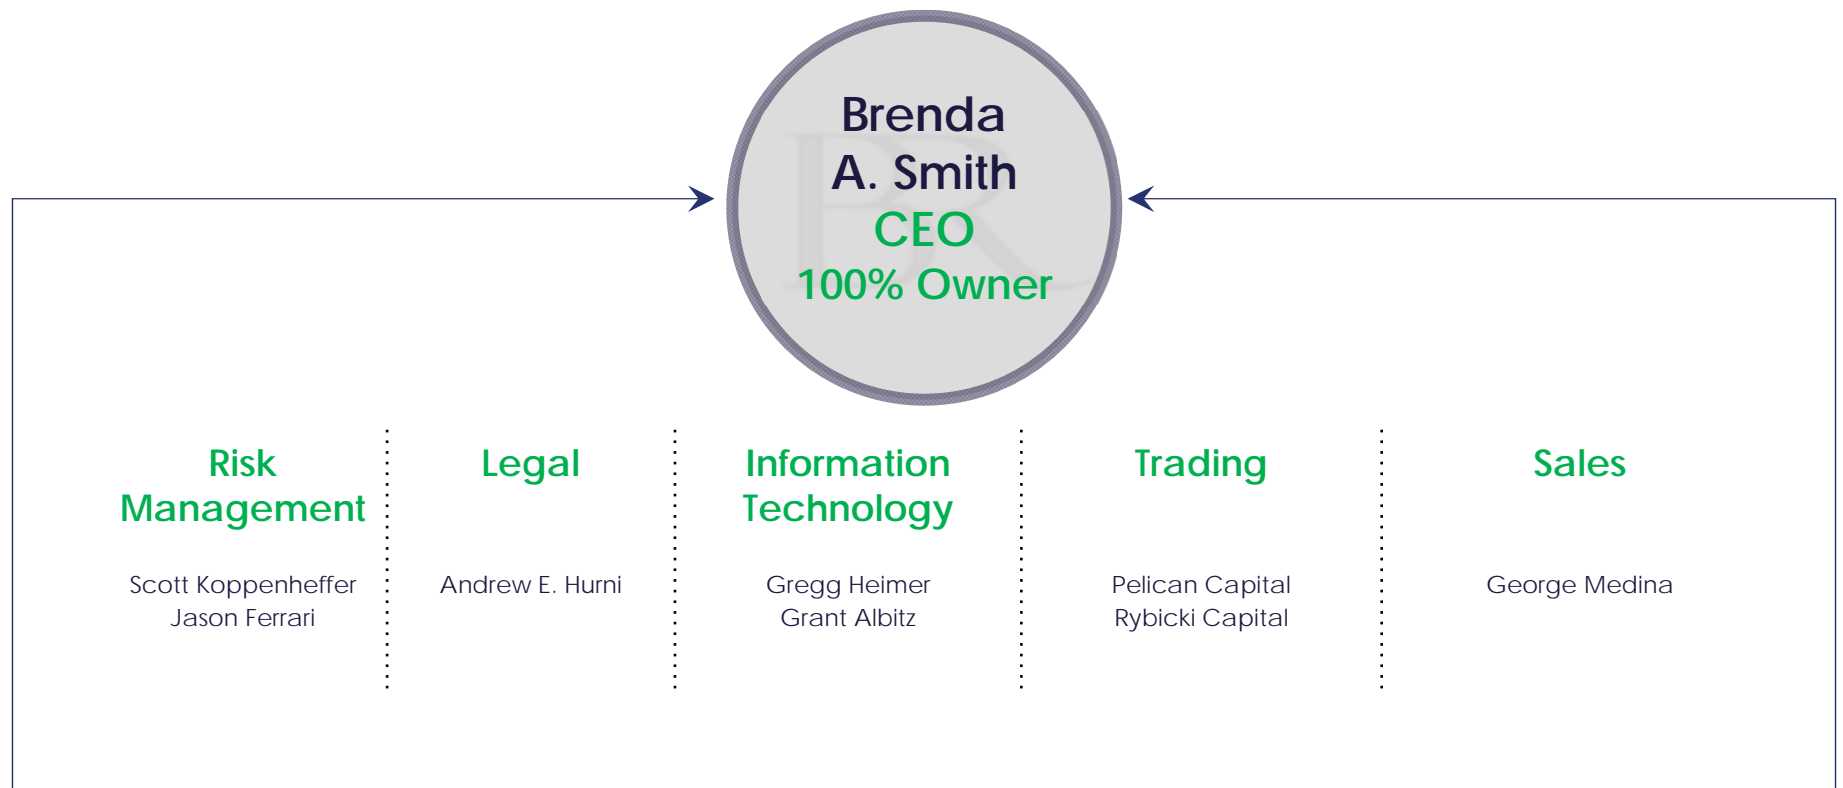 Brenda
A. Smith
CEO
100% Owner
BR
Risk
Management
Scott Koppenheffer
Jason Ferrari
Legal
Andrew E. Hurni
Information
Technology
Gregg Heimer
Grant Albitz
Trading
Pelican Capital
Rybicki Capital
Sales
George Medina